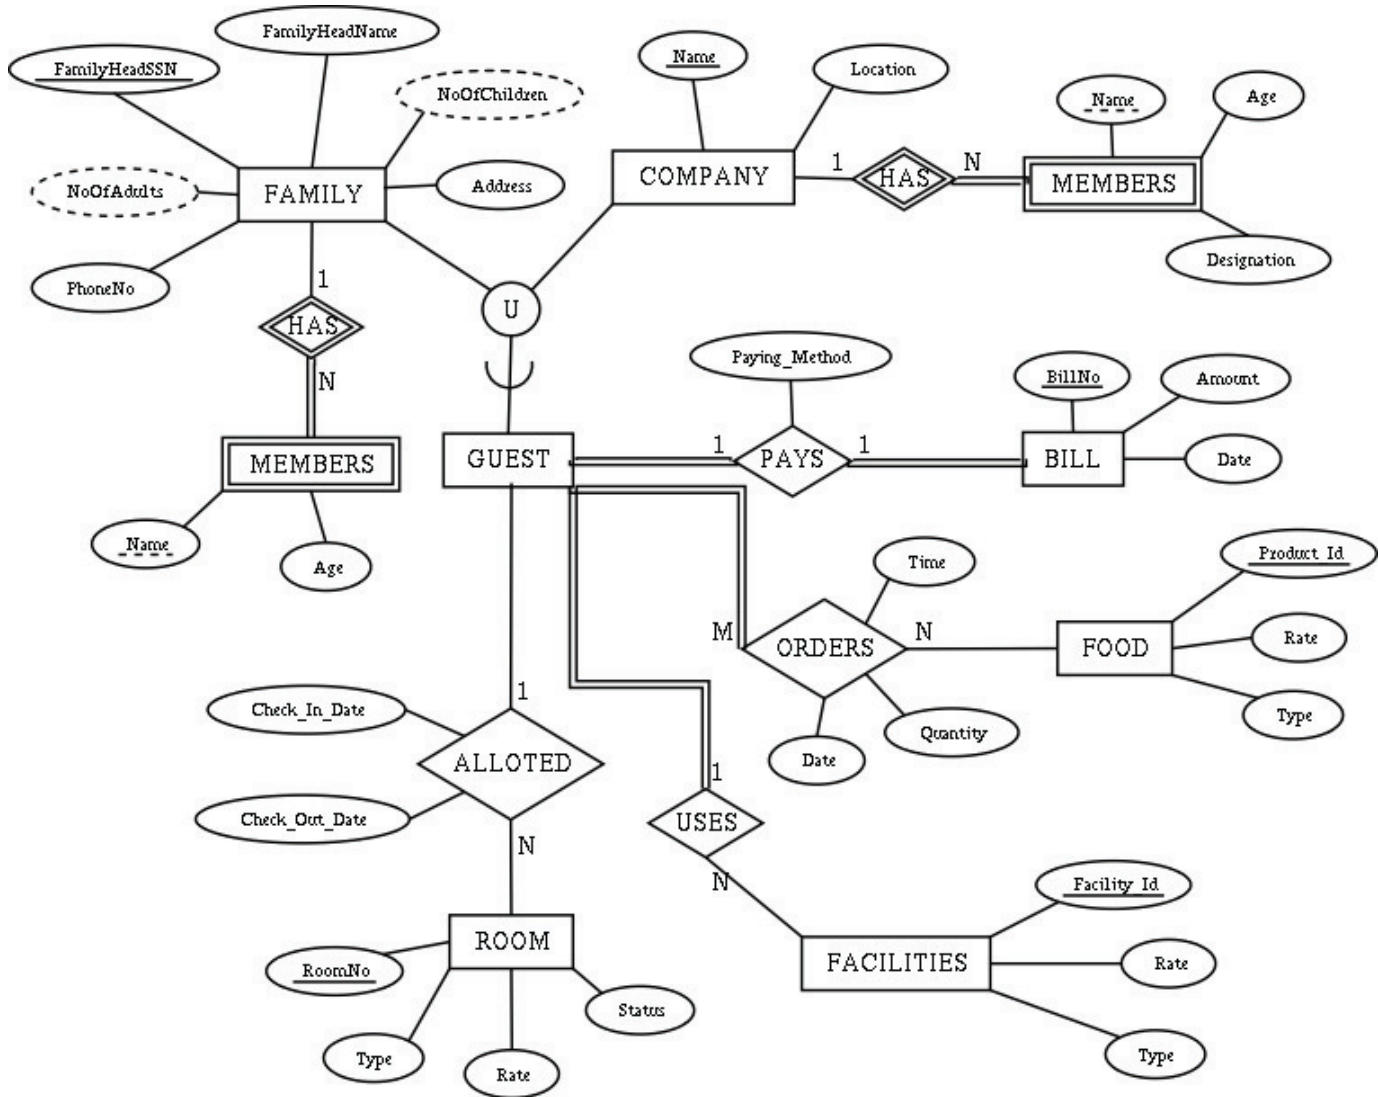 FamilyHeadName
FamilyHeadSSN
NoOfChildren
NoOfAdults
FAMILY
Address
PhoneNo
1
HAS
N
MEMBERS
Name
Age
Name
Location
COMPANY
1
HAS
N
MEMBERS
Name
Age
Designation
U
GUEST
1
PAYS
1
Paying_Method
BILL
BillNo
Amount
Date
M
ORDERS
N
Time
Quantity
Date
FOOD
Product_Id
Rate
Type
1
USES
N
FACILITIES
Facility_Id
Rate
Type
1
ALLOTED
N
Check_In_Date
Check_Out_Date
ROOM
RoomNo
Type
Rate
Status